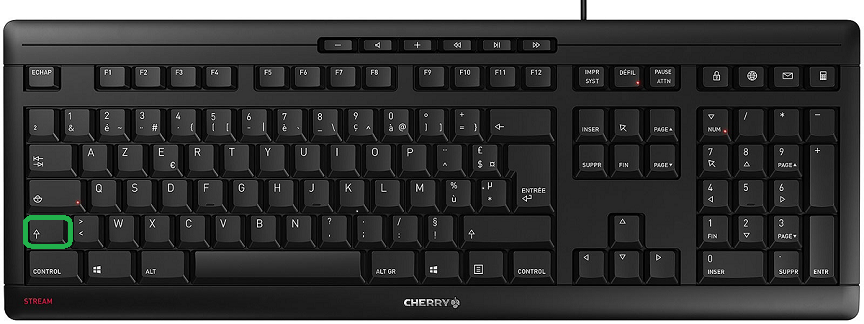 ECHAP F1 F2 F3 F4 F5 F6 F7 F8 F9 F10 F11 F12 IMPR SYST DÉFIL PAUSE ATTN
² 1 & 2 é ~ 3 " # 4 ' { 5 ( [ 6 - | 7 è ` 8 _ \ 9 ç ^ 0 à @ ° ) ] + = } INSER PAGE NUM / * -
A Z E € R T Y U I O P ¨ ^ £ $ ¤ ENTRÉE SUPPR FIN PAGE 7 8 9 PAGE +
Q S D F G H J K L M % ù µ * 4 5 6
> < W X C V B N ? , . ; / : § ! 1 FIN 2 3 PAGE
CONTROL ALT ALT GR CONTROL 0 INSER . SUPPR ENTR
STREAM CHERRY